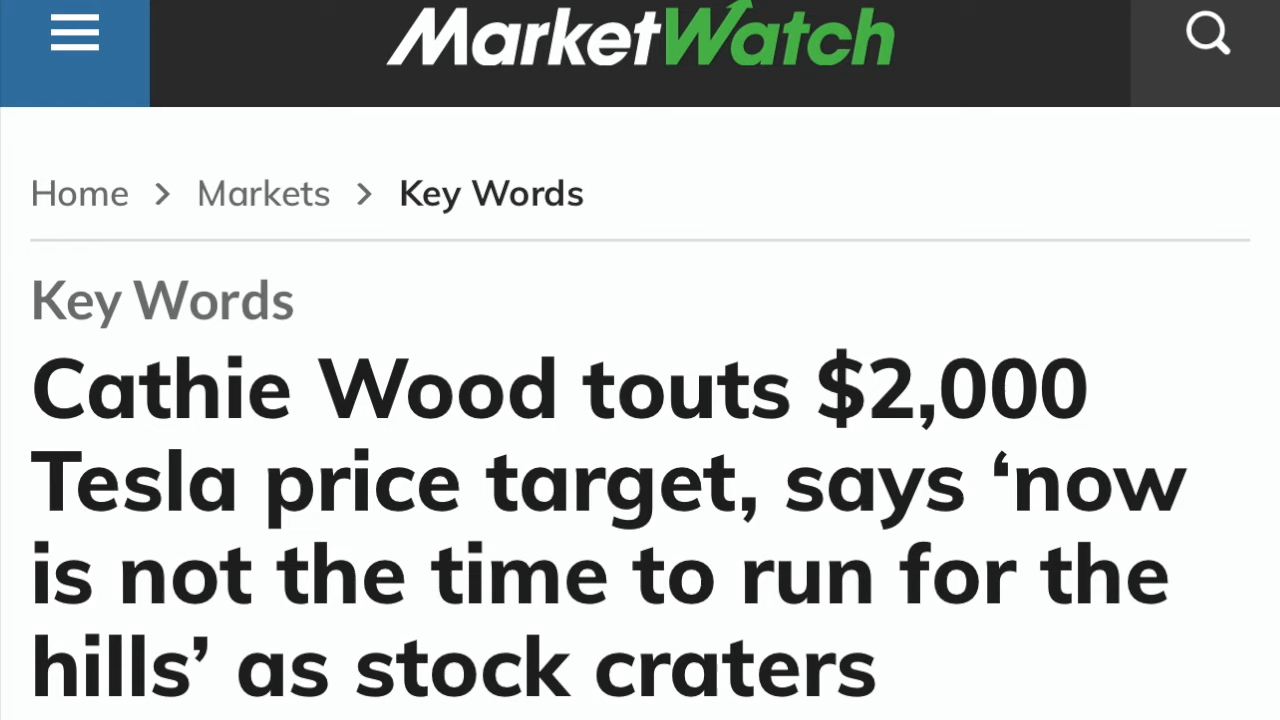 MarketWatch
Home > Markets > Key Words
Key Words
Cathie Wood touts $2,000
Tesla price target, says ‘now
is not the time to run for the
hills’ as stock craters